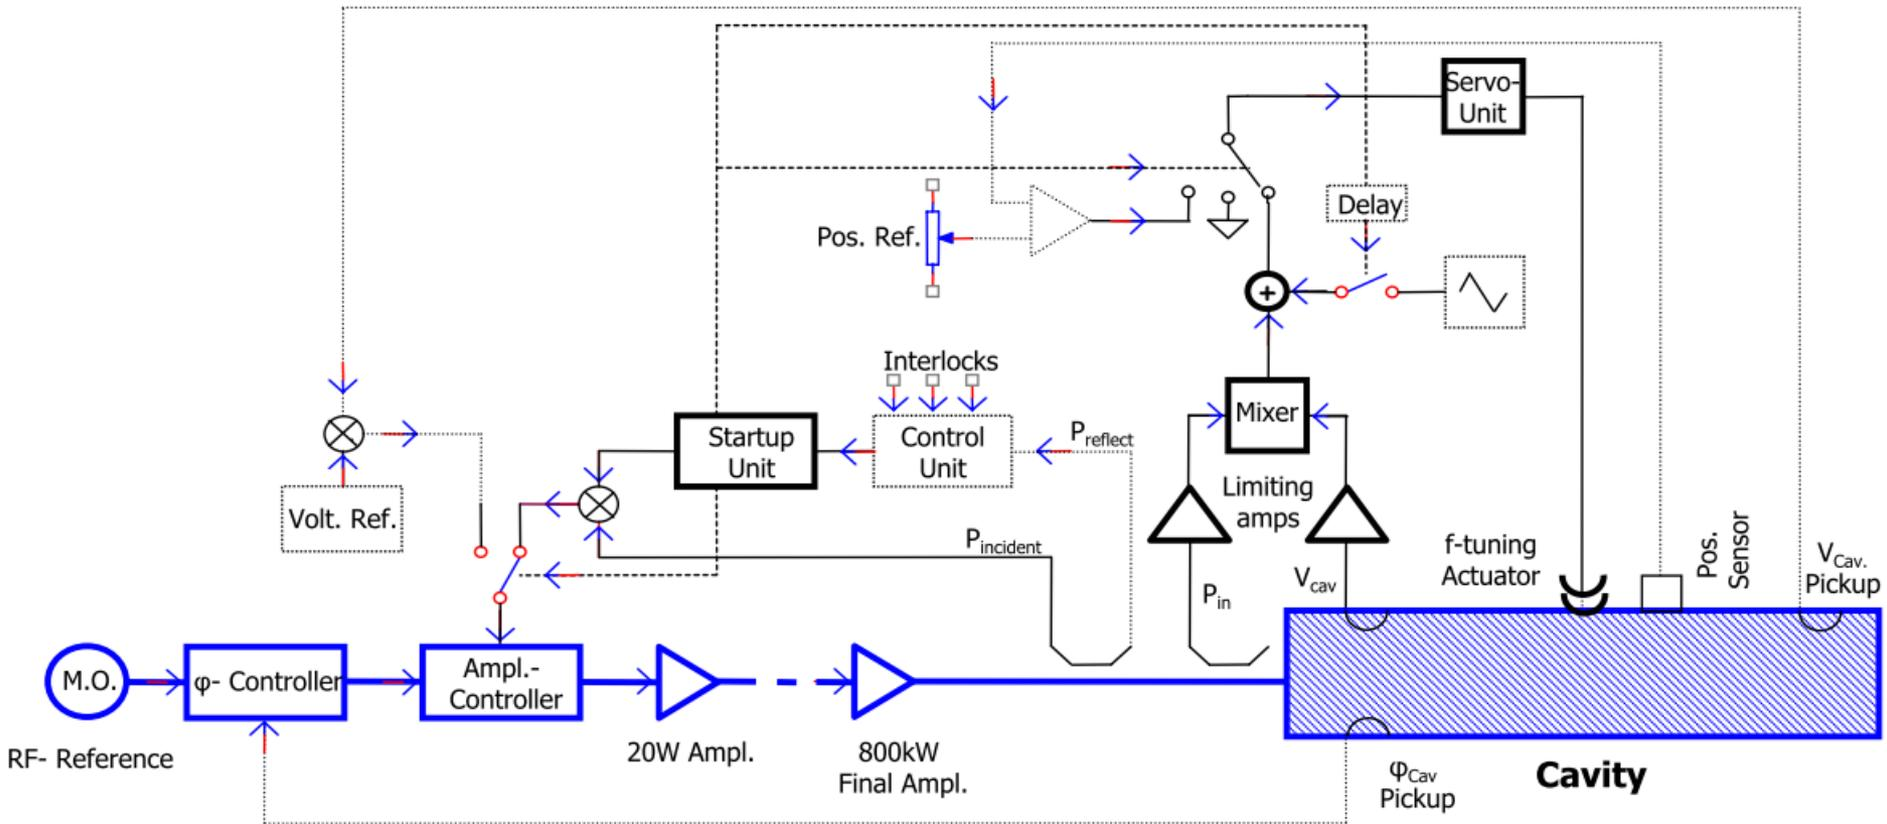 Servo-
Unit
Delay
Pos. Ref.
+
Interlocks
Mixer
Startup
Unit
Control
Unit
Preflect
Limiting
amps
Volt. Ref.
Pincident
f-tuning
Actuator
Pos.
Sensor
VCav.
Pickup
Vcav
Pin
M.O.
φ- Controller
Ampl.-
Controller
RF- Reference
20W Ampl.
800kW
Final Ampl.
φCav
Pickup
Cavity